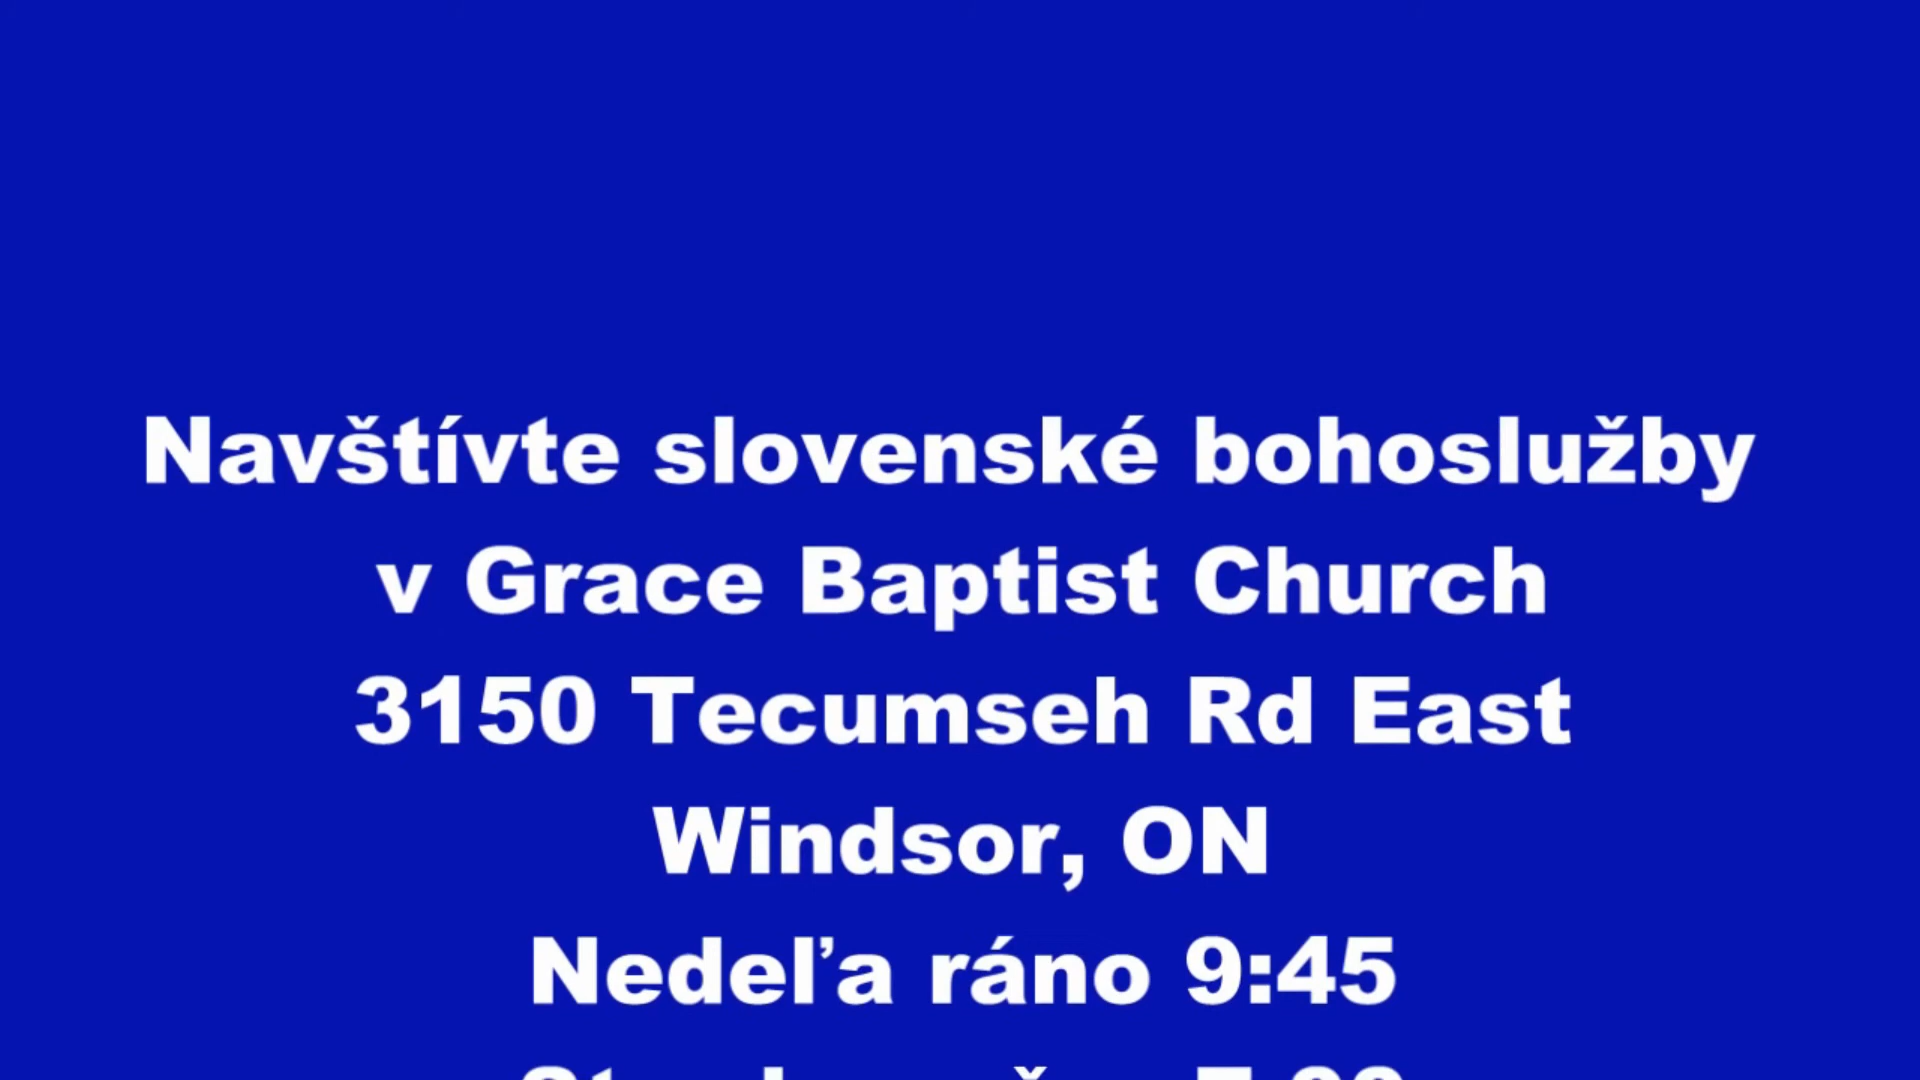 Navštívte slovenské bohoslužby
v Grace Baptist Church
3150 Tecumseh Rd East
Windsor, ON
Nedeľa ráno 9:45